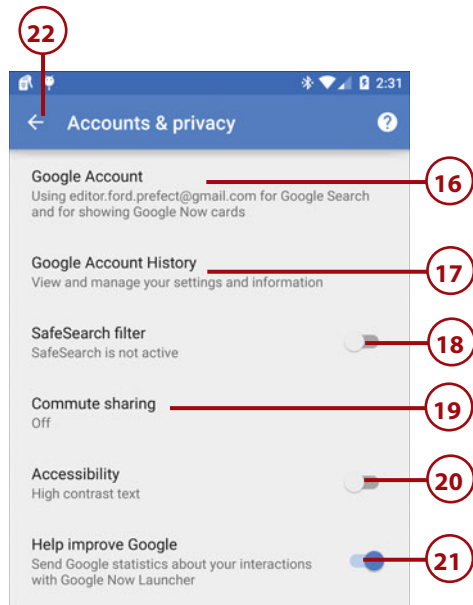 22
2:31
Accounts & privacy
Google Account
Using editor.ford.prefect@gmail.com for Google Search
and for showing Google Now cards
16
Google Account History
View and manage your settings and information
17
SafeSearch filter
SafeSearch is not active
18
Commute sharing
Off
19
Accessibility
High contrast text
20
Help improve Google
Send Google statistics about your interactions
with Google Now Launcher
21